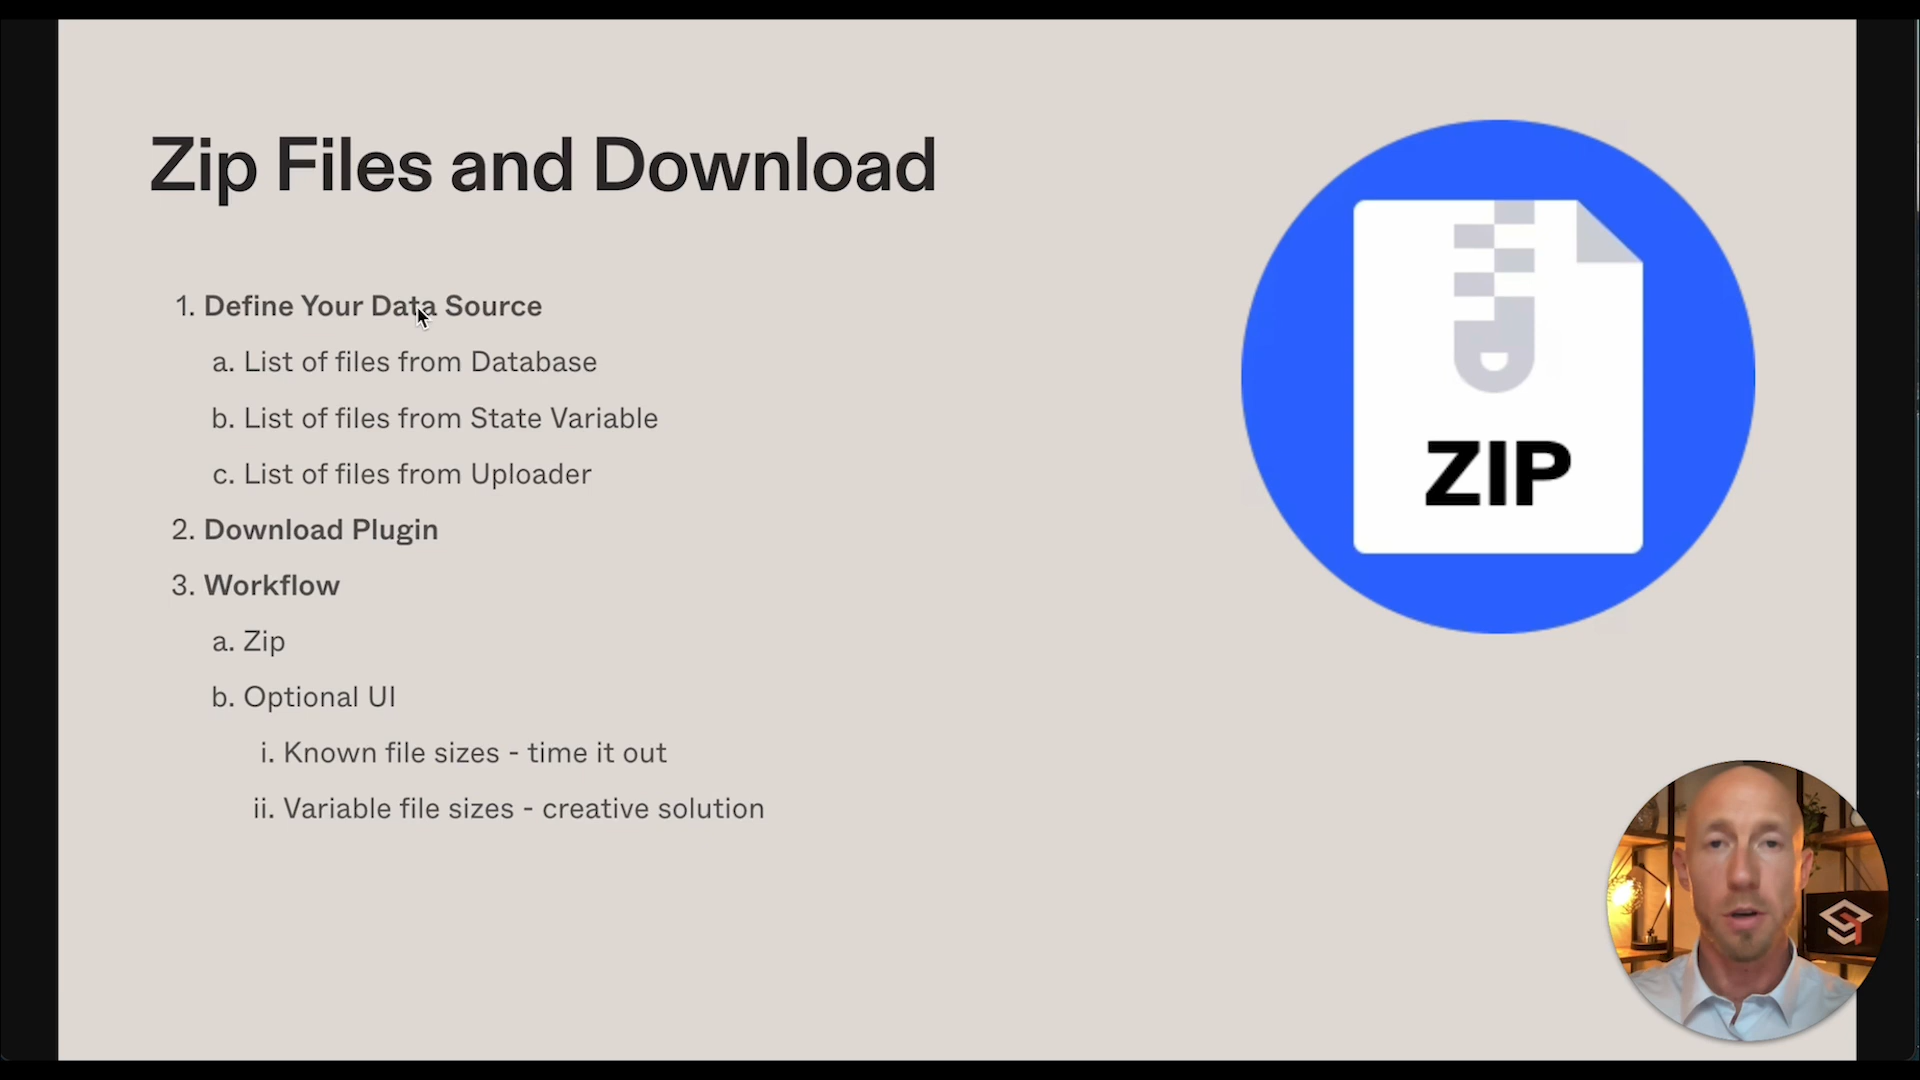 Zip Files and Download
1. Define Your Data Source
a. List of files from Database
b. List of files from State Variable
c. List of files from Uploader
2. Download Plugin
3. Workflow
a. Zip
b. Optional UI
i. Known file sizes - time it out
ii. Variable file sizes - creative solution
ZIP